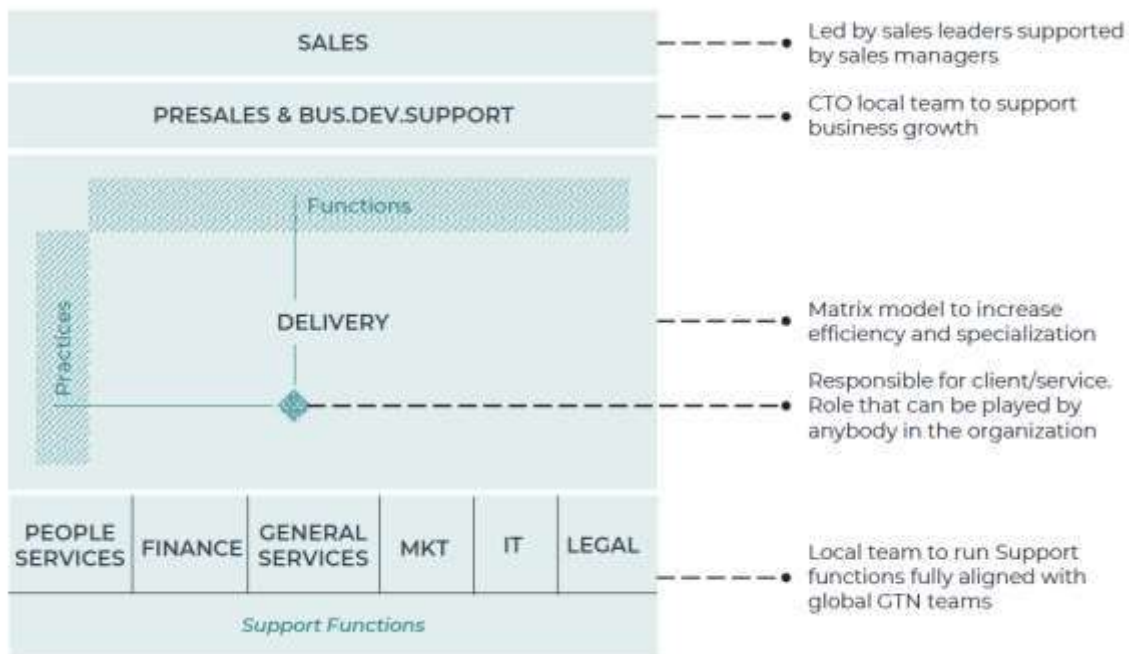 SALES
Led by sales leaders supported
by sales managers
PRESALES & BUS.DEV.SUPPORT
CTO local team to support
business growth
Functions
Practices
DELIVERY
Matrix model to increase
efficiency and specialization
Responsible for client/service.
Role that can be played by
anybody in the organization
PEOPLE
SERVICES
FINANCE
GENERAL
SERVICES
MKT
IT
LEGAL
Local team to run Support
functions fully aligned with
global GTN teams
Support Functions